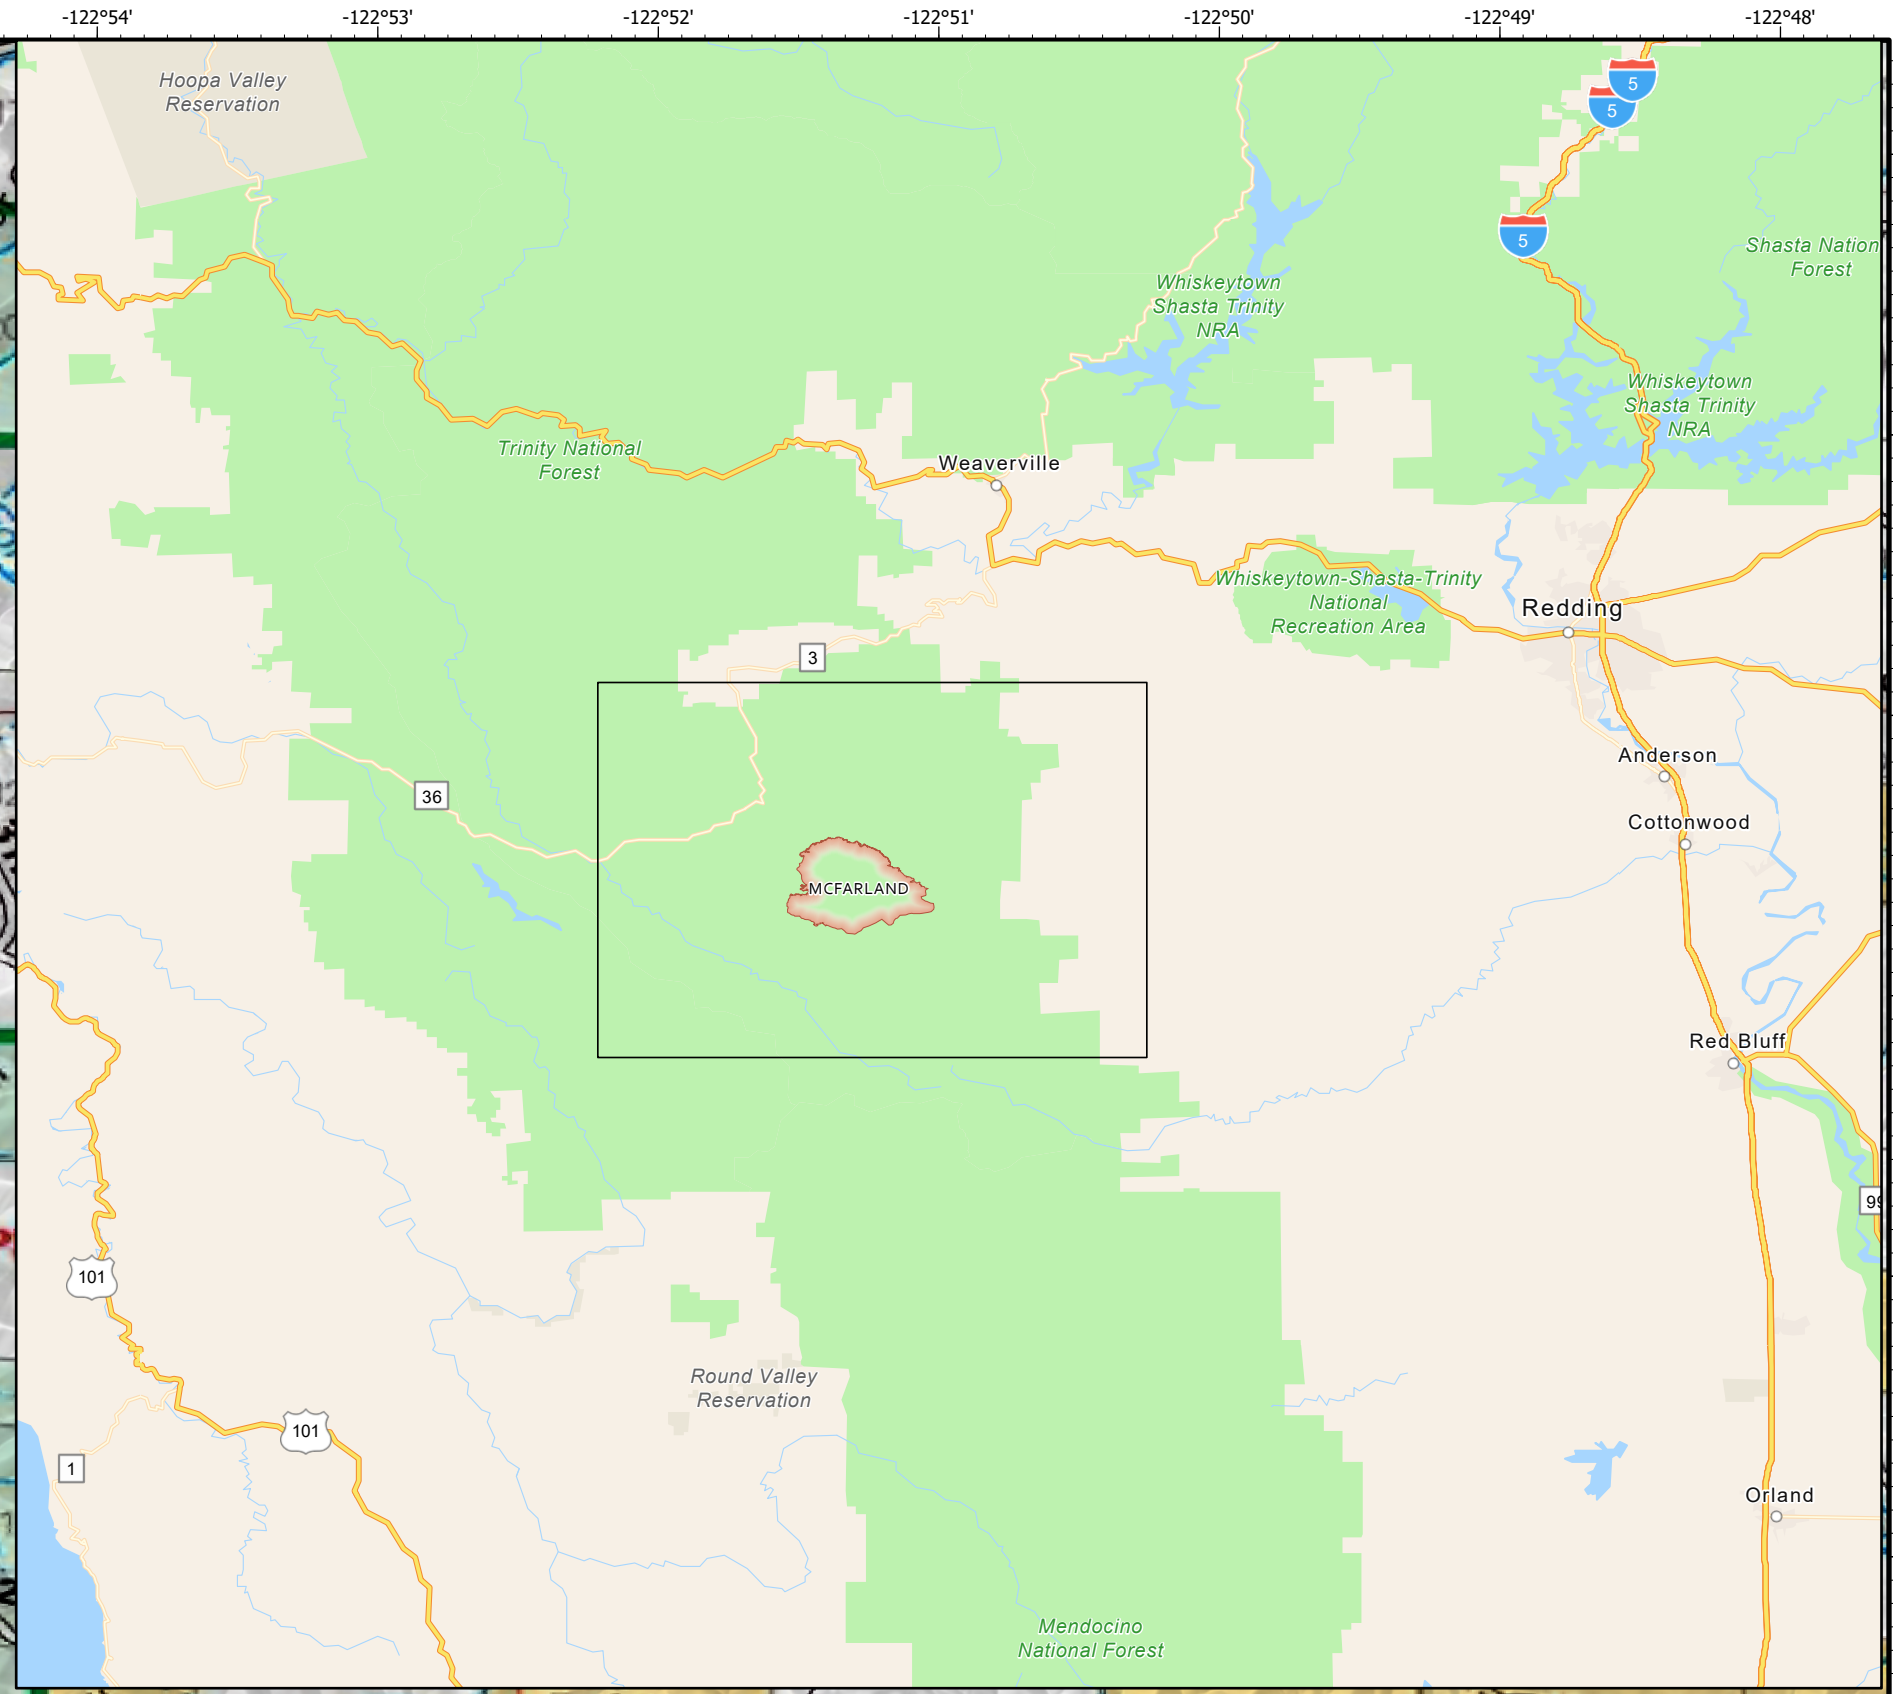 -122°54' -122°53' -122°52' -122°51' -122°50' -122°49' -122°48'
Hoopa Valley
Reservation
5
5
5
Shasta Nation
Forest
Whiskeytown
Shasta Trinity
NRA
Whiskeytown
Shasta Trinity
NRA
Trinity National
Forest
Weaverville
Whiskeytown-Shasta-Trinity
National
Recreation Area
Redding
3
Anderson
36
Cottonwood
MCFARLAND
Red Bluff
99
101
Round Valley
Reservation
101
1
Orland
Mendocino
National Forest